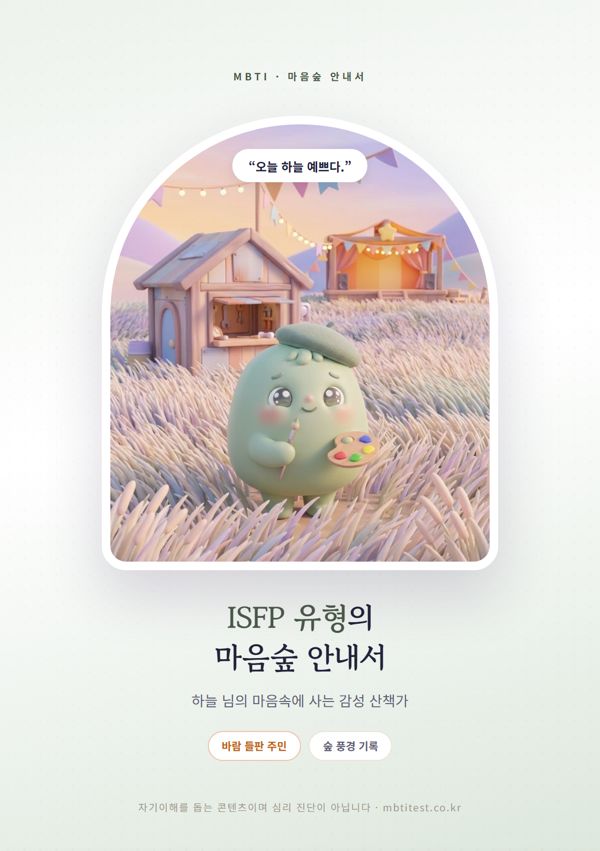 MBTI · 마음숲 안내서
“오늘 하늘 예쁘다.”
ISFP 유형의
마음숲 안내서
하늘 님의 마음속에 사는 감성 산책가
바람 들판 주민
숲 풍경 기록
자기이해를 돕는 콘텐츠이며 심리 진단이 아닙니다 · mbtitest.co.kr